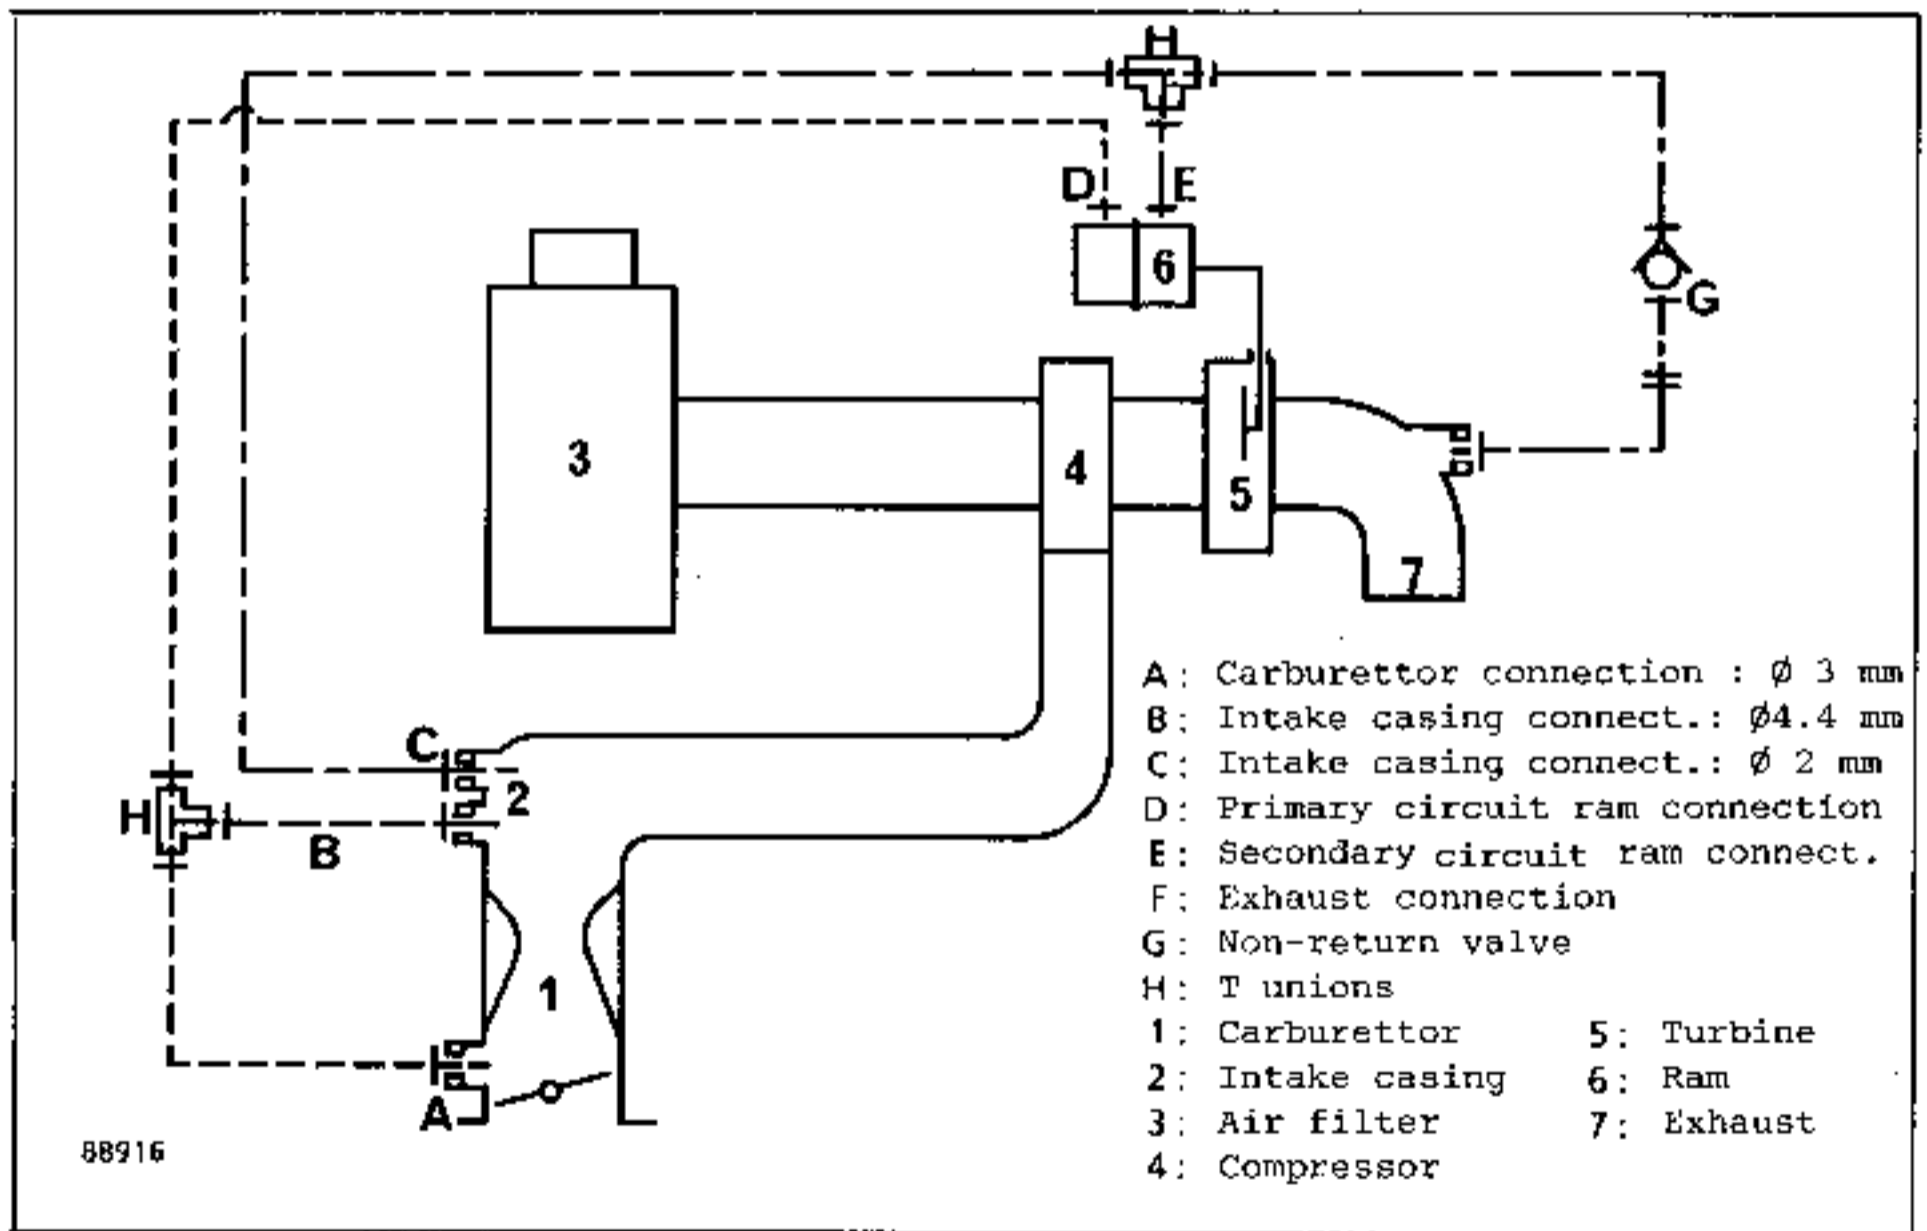 H
D
E
6
G
3
4
5
7
C
2
H
B
1
A
88916
A: Carburettor connection : Ø 3 mm
B: Intake casing connect.: Ø4.4 mm
C: Intake casing connect.: Ø 2 mm
D: Primary circuit ram connection
E: Secondary circuit ram connect.
F: Exhaust connection
G: Non-return valve
H: T unions
1: Carburettor 5: Turbine
2: Intake casing 6: Ram
3: Air filter 7: Exhaust
4: Compressor